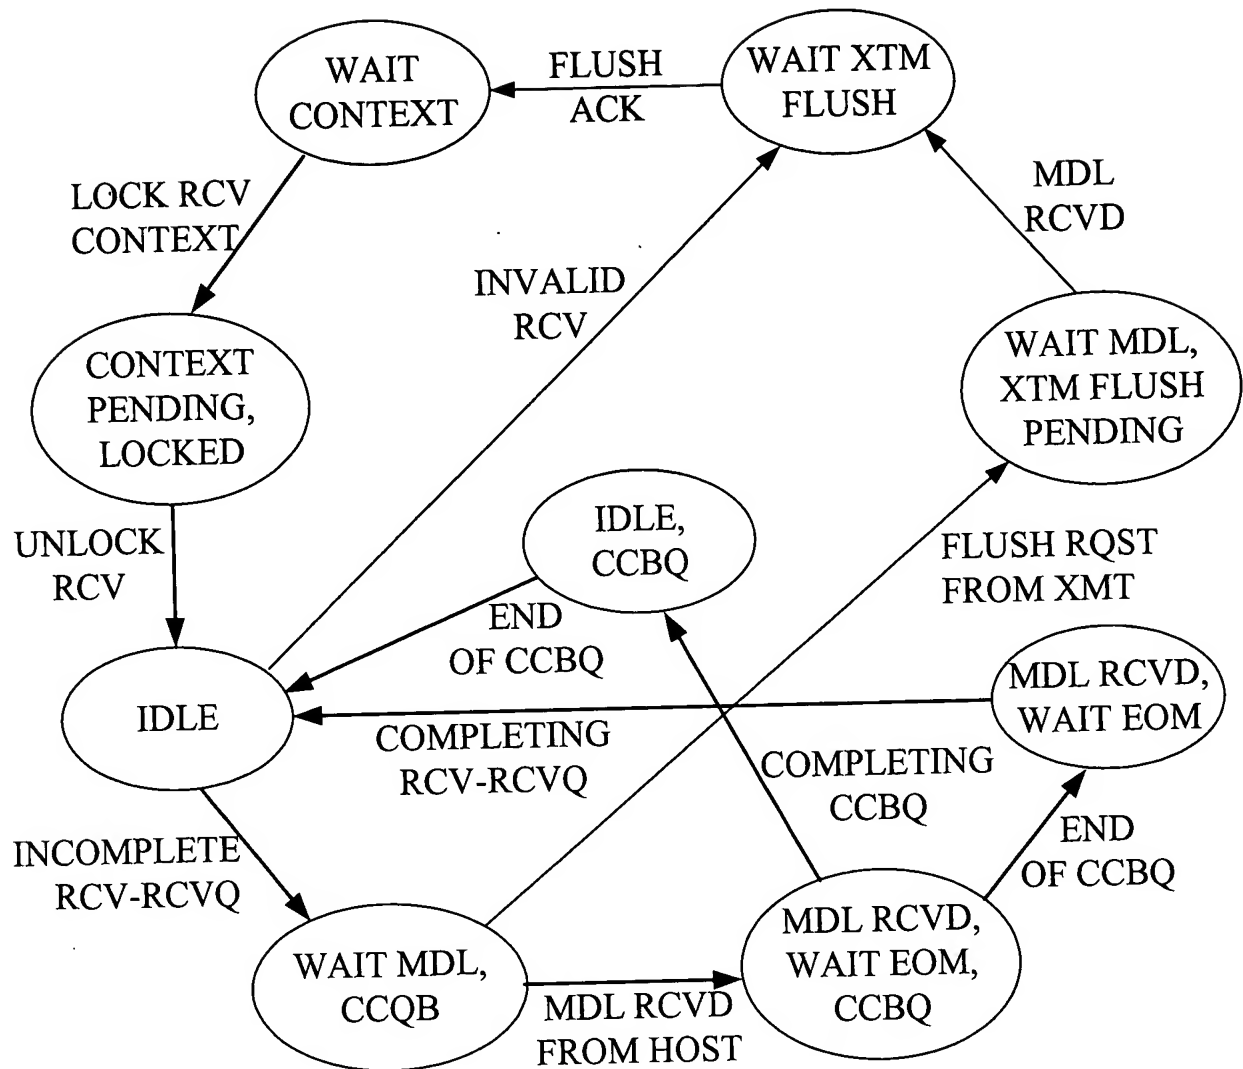 WAIT
CONTEXT
FLUSH
ACK
WAIT XTM
FLUSH
LOCK RCV
CONTEXT
MDL
RCVD
INVALID
RCV
CONTEXT
PENDING,
LOCKED
WAIT MDL,
XTM FLUSH
PENDING
UNLOCK
RCV
IDLE,
CCBQ
FLUSH RQST
FROM XMT
END
OF CCBQ
IDLE
MDL RCVD,
WAIT EOM
COMPLETING
RCV-RCVQ
COMPLETING
CCBQ
END
OF CCBQ
INCOMPLETE
RCV-RCVQ
WAIT MDL,
CCQB
MDL RCVD
FROM HOST
MDL RCVD,
WAIT EOM,
CCBQ